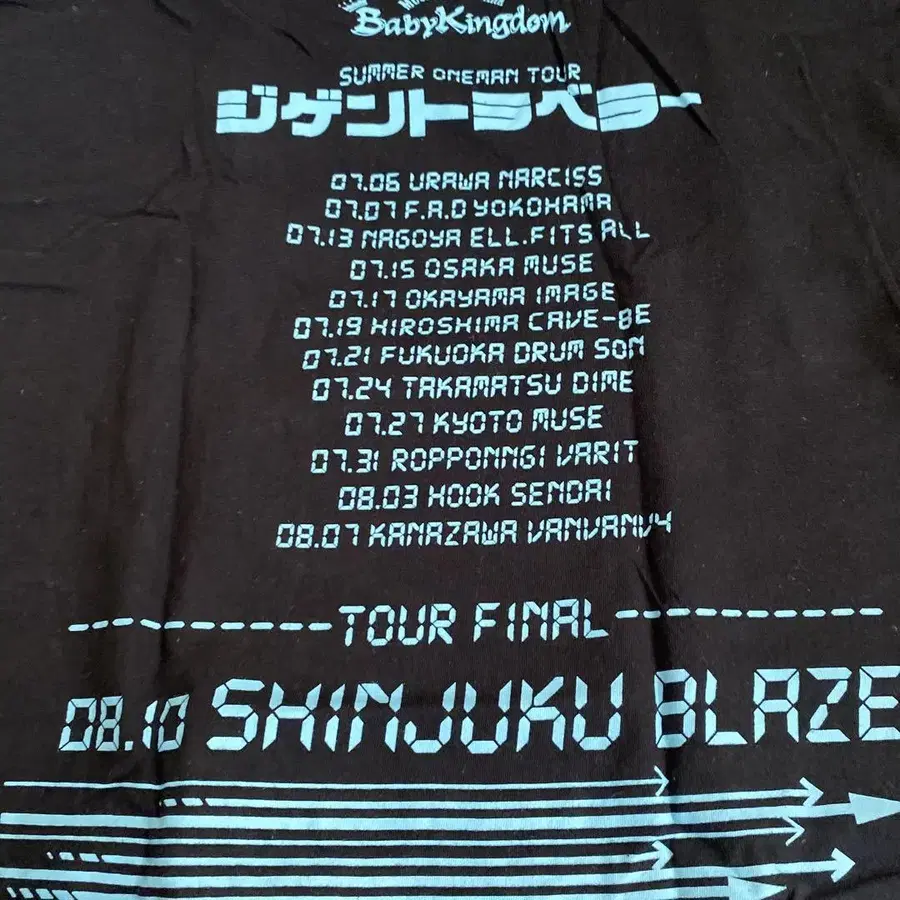 BabyKingdom
SUMMER ONEMAN TOUR
ジゲントラベラー
07.06 URAWA NARCISS
07.07 F.A.D YOKOHAMA
07.13 NAGOYA ELL.FITS ALL
07.15 OSAKA MUSE
07.17 OKAYAMA IMAGE
07.19 HIROSHIMA CAVE-BE
07.21 FUKUOKA DRUM SON
07.24 TAKAMATSU DIME
07.27 KYOTO MUSE
07.31 ROPPONNGI VARIT
08.03 HOOK SENDAI
08.07 KANAZAWA VANVANV4
TOUR FINAL
08.10 SHINJUKU BLAZE